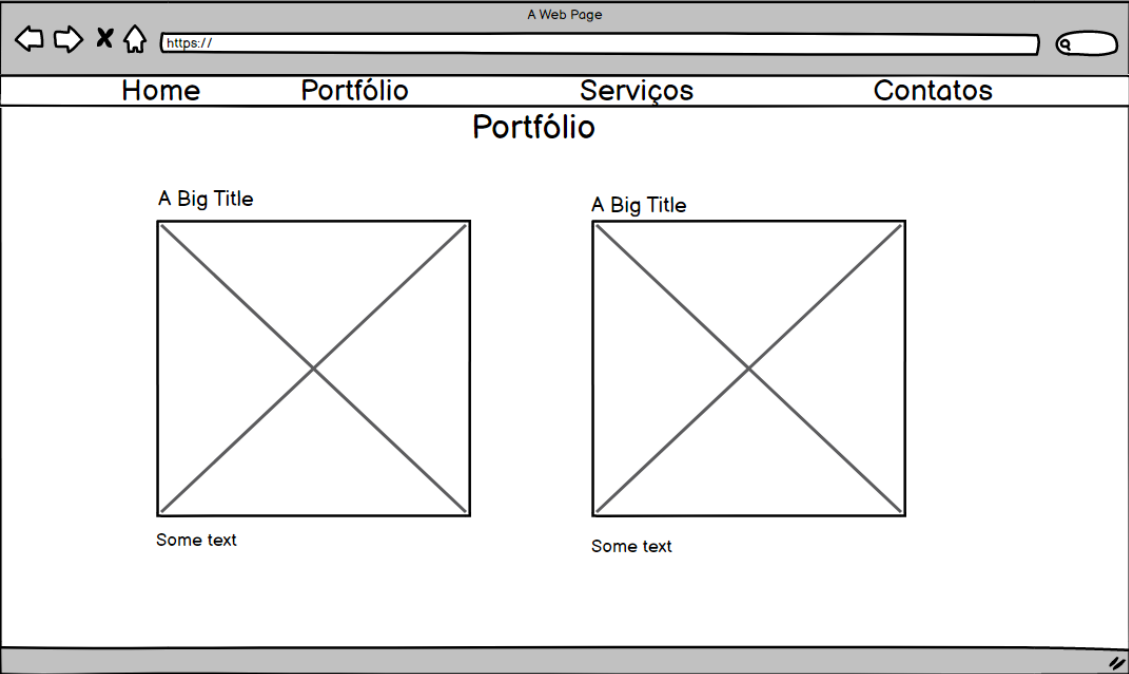 A Web Page
https://
Home Portfólio Serviços Contatos
Portfólio
A Big Title
A Big Title
Some text
Some text